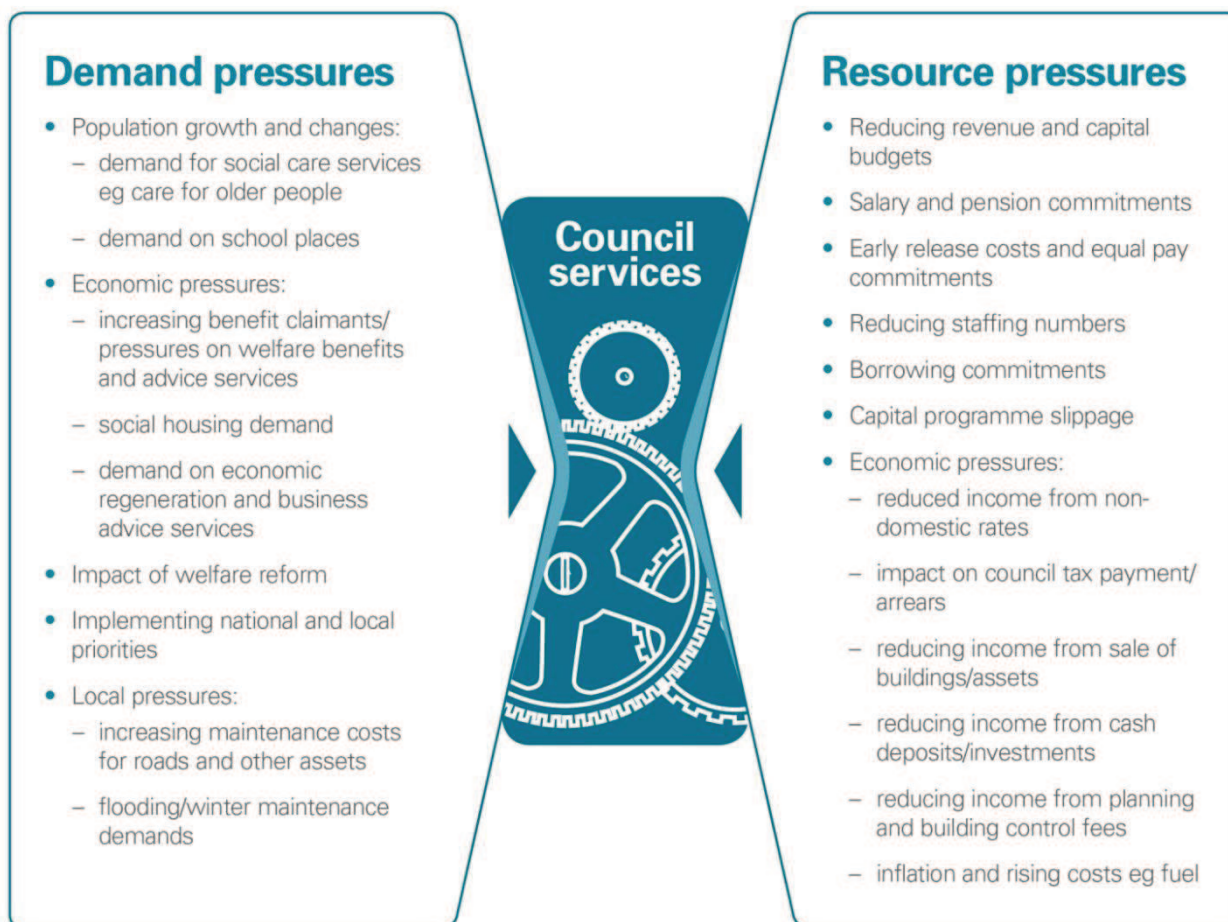 Demand pressures
• Population growth and changes:
– demand for social care services
eg care for older people
– demand on school places
• Economic pressures:
– increasing benefit claimants/
pressures on welfare benefits
and advice services
– social housing demand
– demand on economic
regeneration and business
advice services
• Impact of welfare reform
• Implementing national and local
priorities
• Local pressures:
– increasing maintenance costs
for roads and other assets
– flooding/winter maintenance
demands
Council
services
Resource pressures
• Reducing revenue and capital
budgets
• Salary and pension commitments
• Early release costs and equal pay
commitments
• Reducing staffing numbers
• Borrowing commitments
• Capital programme slippage
• Economic pressures:
– reduced income from non-
domestic rates
– impact on council tax payment/
arrears
– reducing income from sale of
buildings/assets
– reducing income from cash
deposits/investments
– reducing income from planning
and building control fees
– inflation and rising costs eg fuel